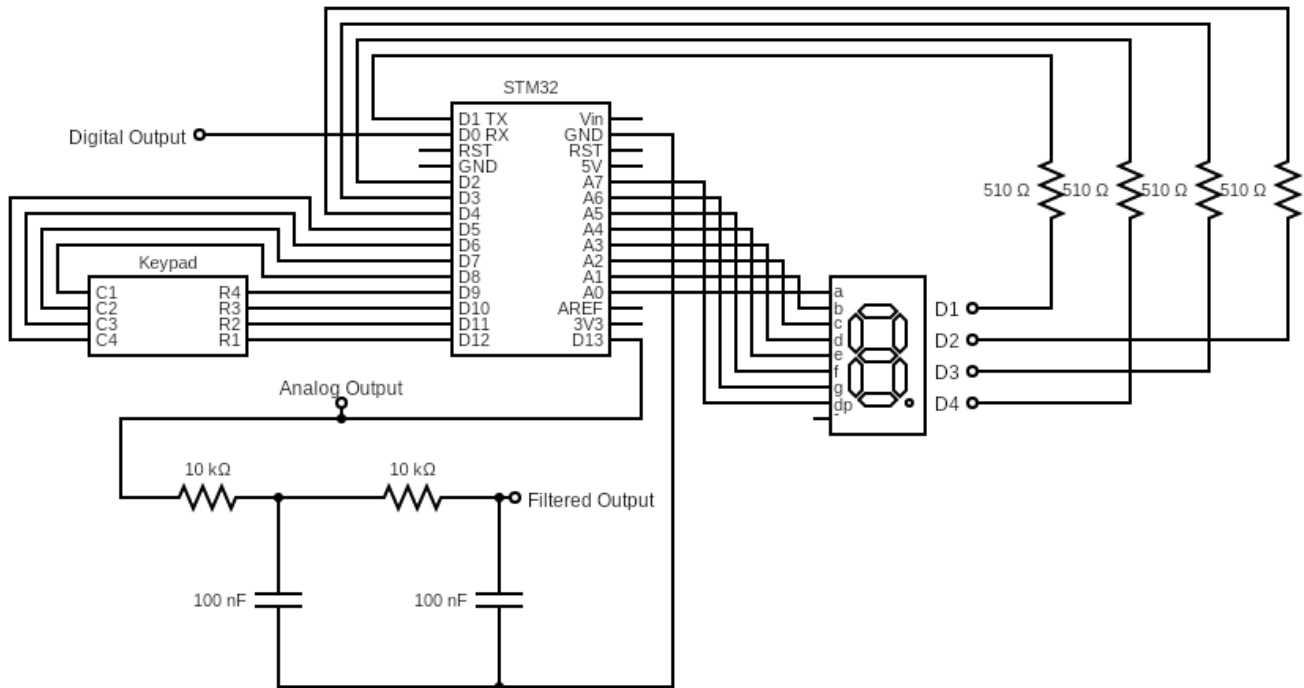 STM32
Digital Output
D1 TX
D0 RX
RST
GND
D2
D3
D4
D5
D6
D7
D8
D9
D10
D11
D12
Vin
GND
RST
5V
A7
A6
A5
A4
A3
A2
A1
A0
AREF
3V3
D13
510 Ω
510 Ω
510 Ω
510 Ω
Keypad
C1
C2
C3
C4
R4
R3
R2
R1
a
b
c
d
e
f
g
dp
-
D1
D2
D3
D4
Analog Output
10 kΩ
10 kΩ
Filtered Output
100 nF
100 nF